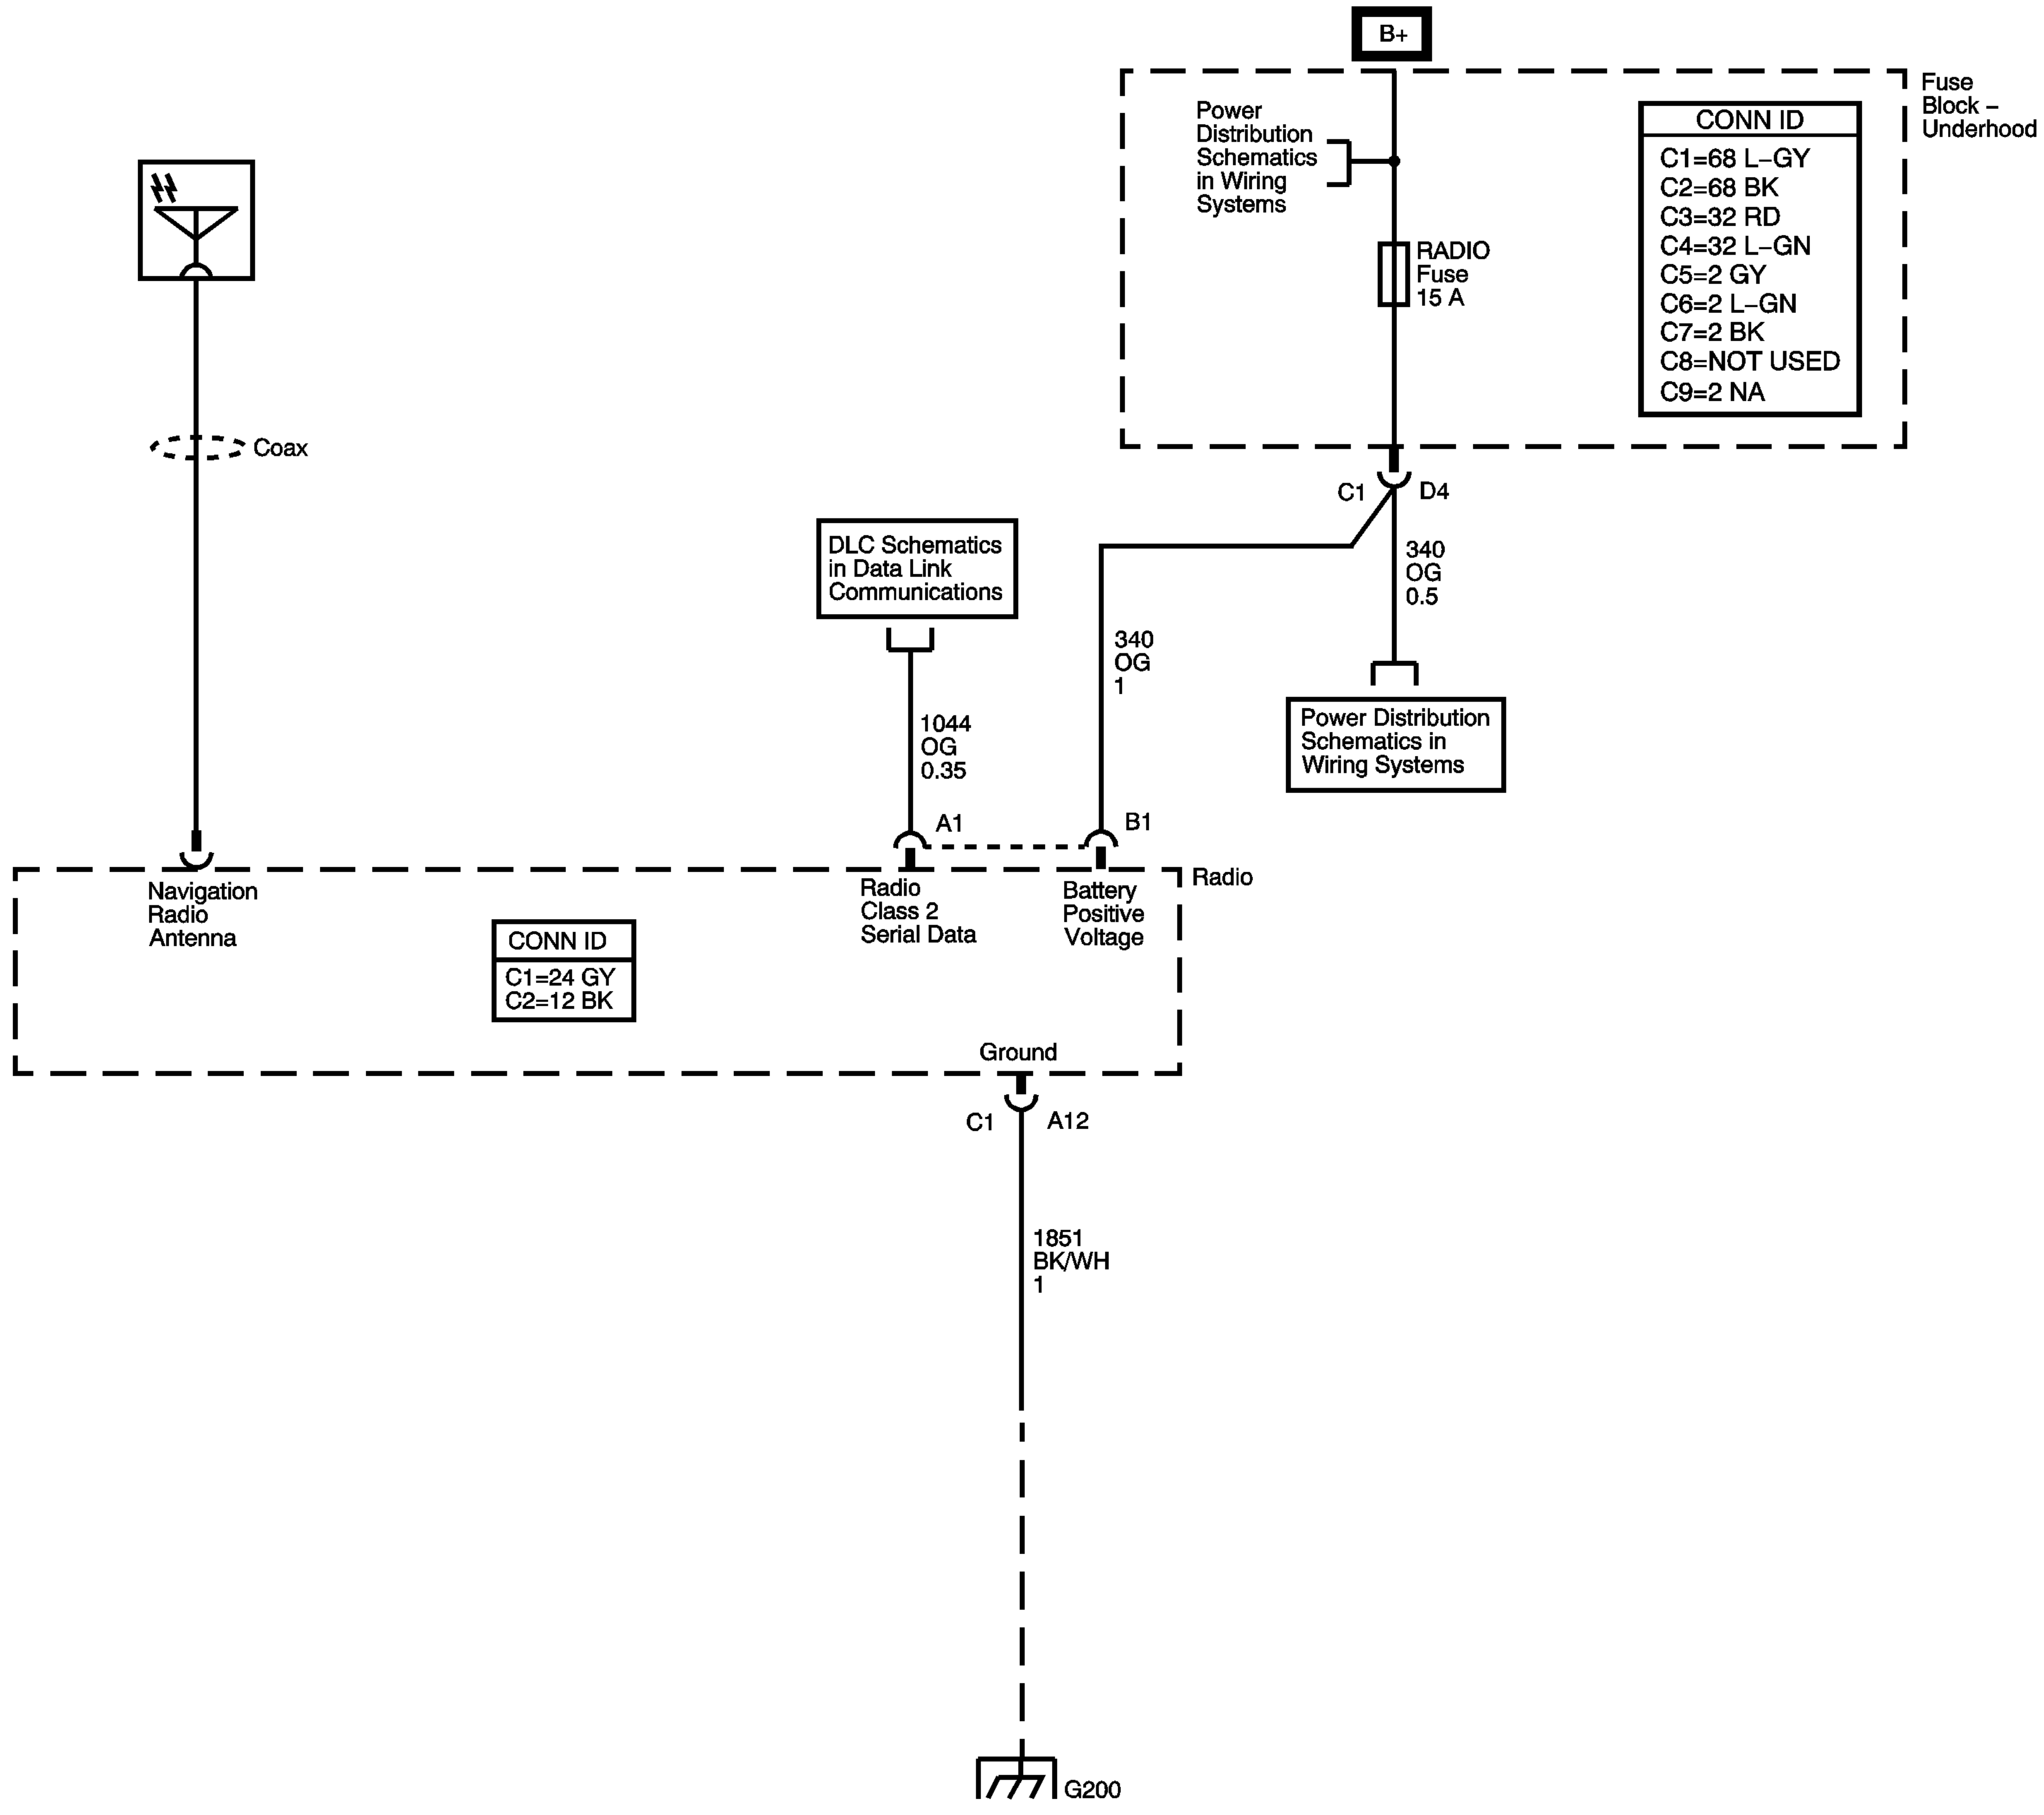 B+
Fuse
Block –
Underhood
Power
Distribution
Schematics
in Wiring
Systems
CONN ID
C1=68 L–GY
C2=68 BK
C3=32 RD
C4=32 L–GN
C5=2 GY
C6=2 L–GN
C7=2 BK
C8=NOT USED
C9=2 NA
RADIO
Fuse
15 A
Coax
C1
D4
DLC Schematics
in Data Link
Communications
340
OG
0.5
340
OG
1
Power Distribution
Schematics in
Wiring Systems
1044
OG
0.35
A1
B1
Radio
Navigation
Radio
Antenna
Radio
Class 2
Serial Data
Battery
Positive
Voltage
CONN ID
C1=24 GY
C2=12 BK
Ground
C1
A12
1851
BK/WH
1
G200